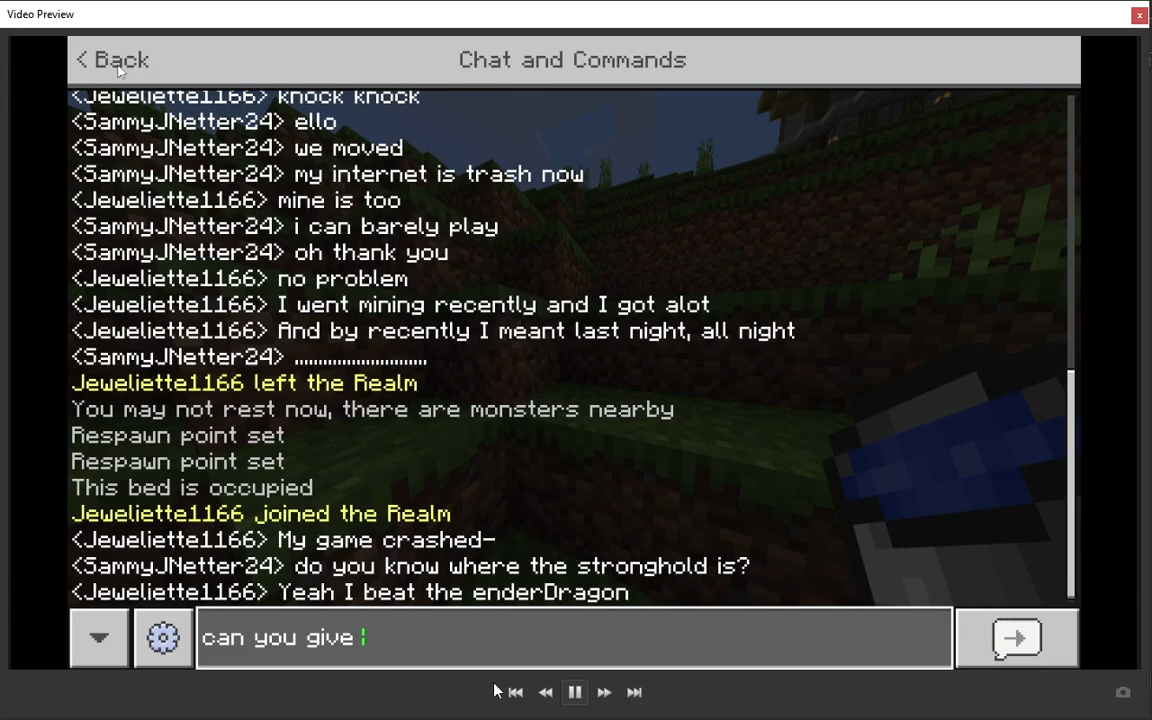 Video Preview
x
< Back
Chat and Commands
<Jeweliette1166> knock knock
<SammyJNetter24> ello
<SammyJNetter24> we moved
<SammyJNetter24> my internet is trash now
<Jeweliette1166> mine is too
<SammyJNetter24> i can barely play
<SammyJNetter24> oh thank you
<Jeweliette1166> no problem
<Jeweliette1166> I went mining recently and I got alot
<Jeweliette1166> And by recently I meant last night, all night
<SammyJNetter24> ...........................
Jeweliette1166 left the Realm
You may not rest now, there are monsters nearby
Respawn point set
Respawn point set
This bed is occupied
Jeweliette1166 joined the Realm
<Jeweliette1166> My game crashed-
<SammyJNetter24> do you know where the stronghold is?
<Jeweliette1166> Yeah I beat the enderDragon
can you give